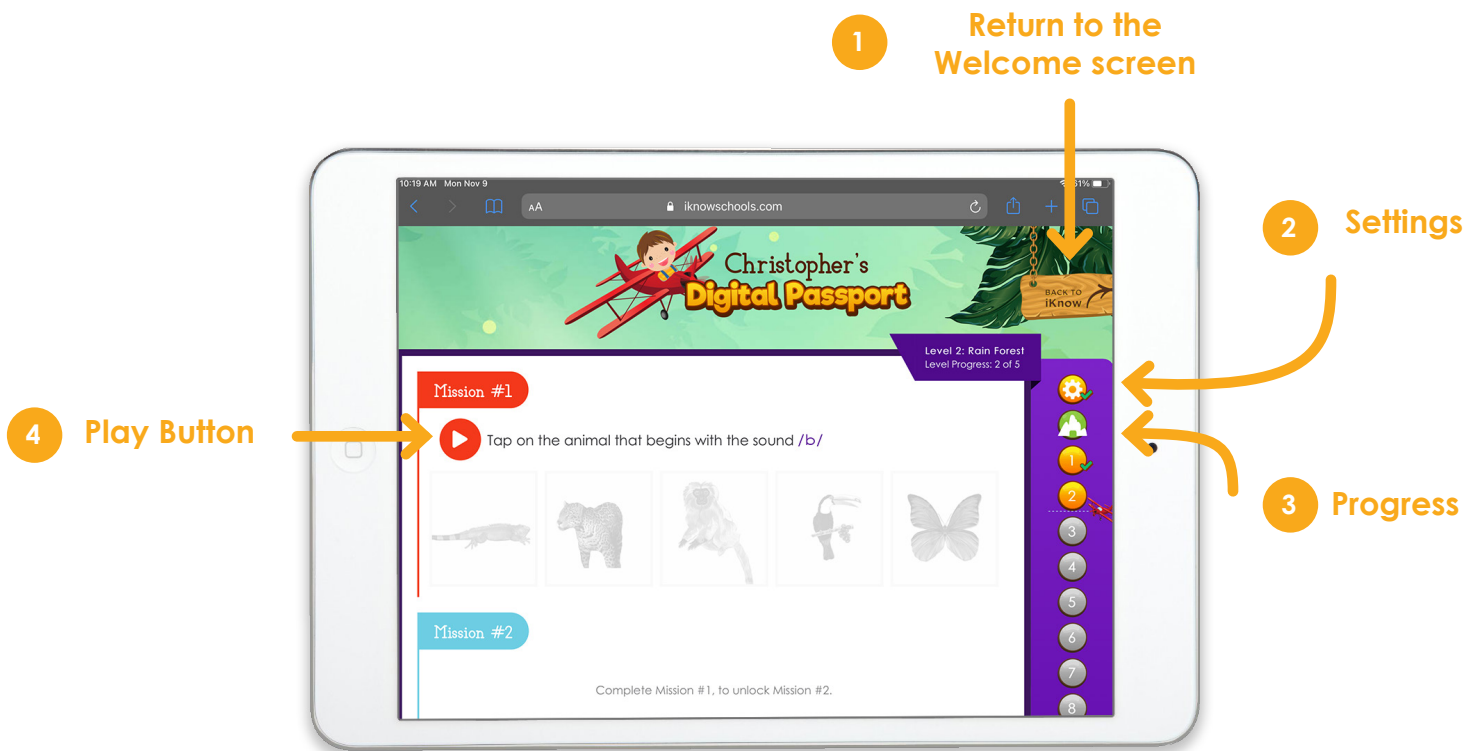 1
Return to the
Welcome screen
10:19 AM Mon Nov 9
61%
AA
iknowschools.com
Christopher's
Digital Passport
BACK TO
iKnow
2
Settings
Level 2: Rain Forest
Level Progress: 2 of 5
Mission #1
4
Play Button
Tap on the animal that begins with the sound /b/
3
Progress
1
2
3
4
5
6
7
8
Mission #2
Complete Mission #1, to unlock Mission #2.